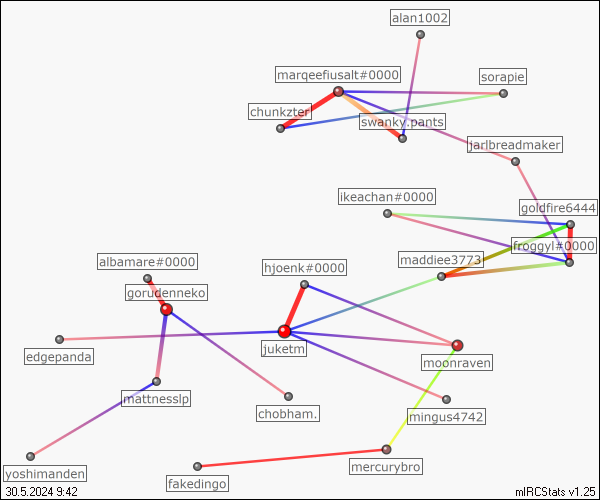 alan1002
marqeefiusalt#0000
sorapie
chunkzter
swanky.pants
jarlbreadmaker
ikeachan#0000
goldfire6444
froggyl#0000
albamare#0000
hjoenk#0000
maddiee3773
gorudenneko
edgepanda
juketm
moonraven
mattnesslp
chobham.
mingus4742
yoshimanden
fakedingo
mercurybro
30.5.2024 9:42
mIRCStats v1.25